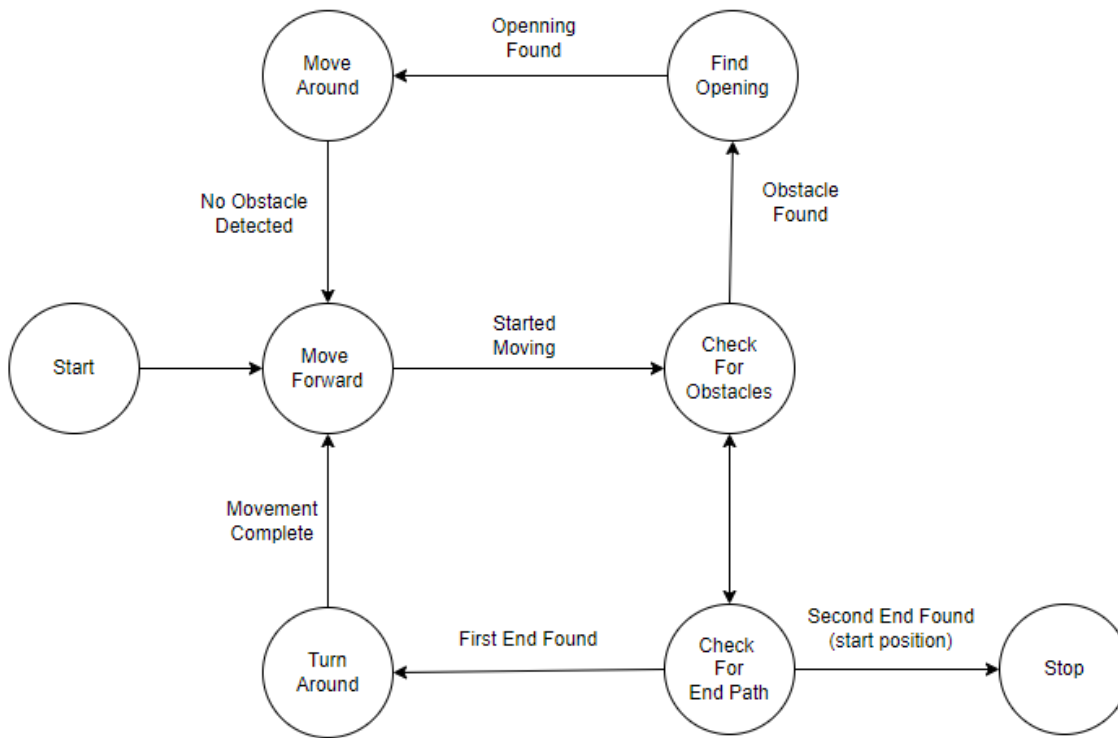 Move
Around
Openning
Found
Find
Opening
No Obstacle
Detected
Obstacle
Found
Start
Move
Forward
Started
Moving
Check
For
Obstacles
Movement
Complete
Turn
Around
First End Found
Check
For
End Path
Second End Found
(start position)
Stop